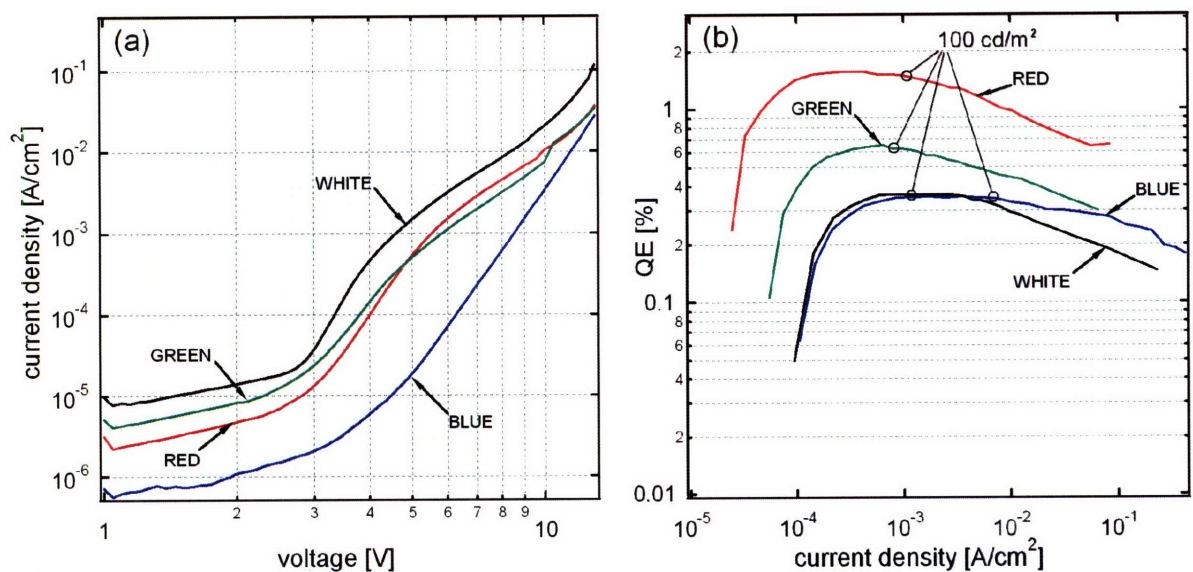 (a)
current density [A/cm²]
10⁻¹
10⁻²
10⁻³
10⁻⁴
10⁻⁵
10⁻⁶
WHITE
GREEN
RED
BLUE
1 2 3 4 5 6 7 8 9 10
voltage [V]
(b)
100 cd/m²
QE [%]
2
1
8
6
4
2
0.1
8
6
4
2
0.01
RED
GREEN
BLUE
WHITE
10⁻⁵ 10⁻⁴ 10⁻³ 10⁻² 10⁻¹
current density [A/cm²]